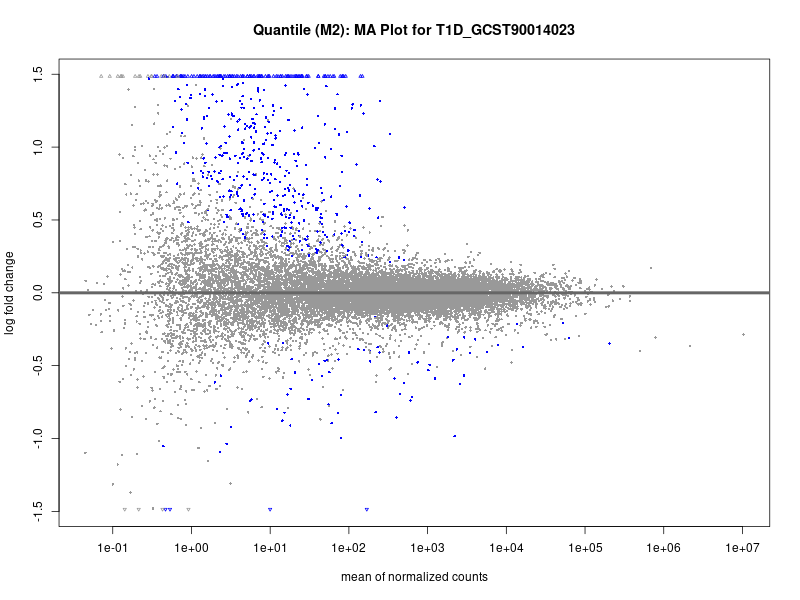 Quantile (M2): MA Plot for T1D_GCST90014023
1.5
1.0
0.5
0.0
-0.5
-1.0
-1.5
log fold change
1e-01 1e+00 1e+01 1e+02 1e+03 1e+04 1e+05 1e+06 1e+07
mean of normalized counts